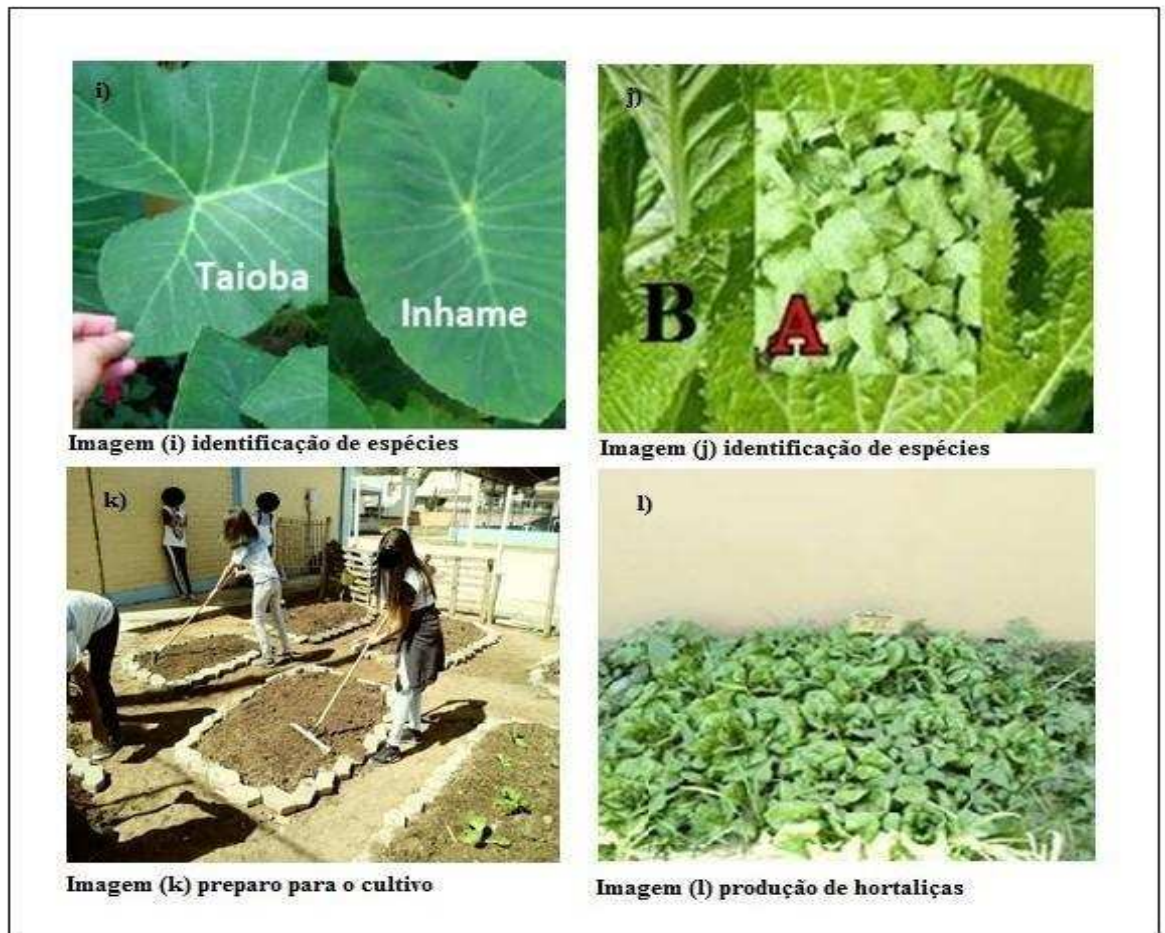 i)
Taioba
Inhame
Imagem (i) identificação de espécies
j)
B
A
Imagem (j) identificação de espécies
k)
Imagem (k) preparo para o cultivo
l)
Imagem (l) produção de hortaliças